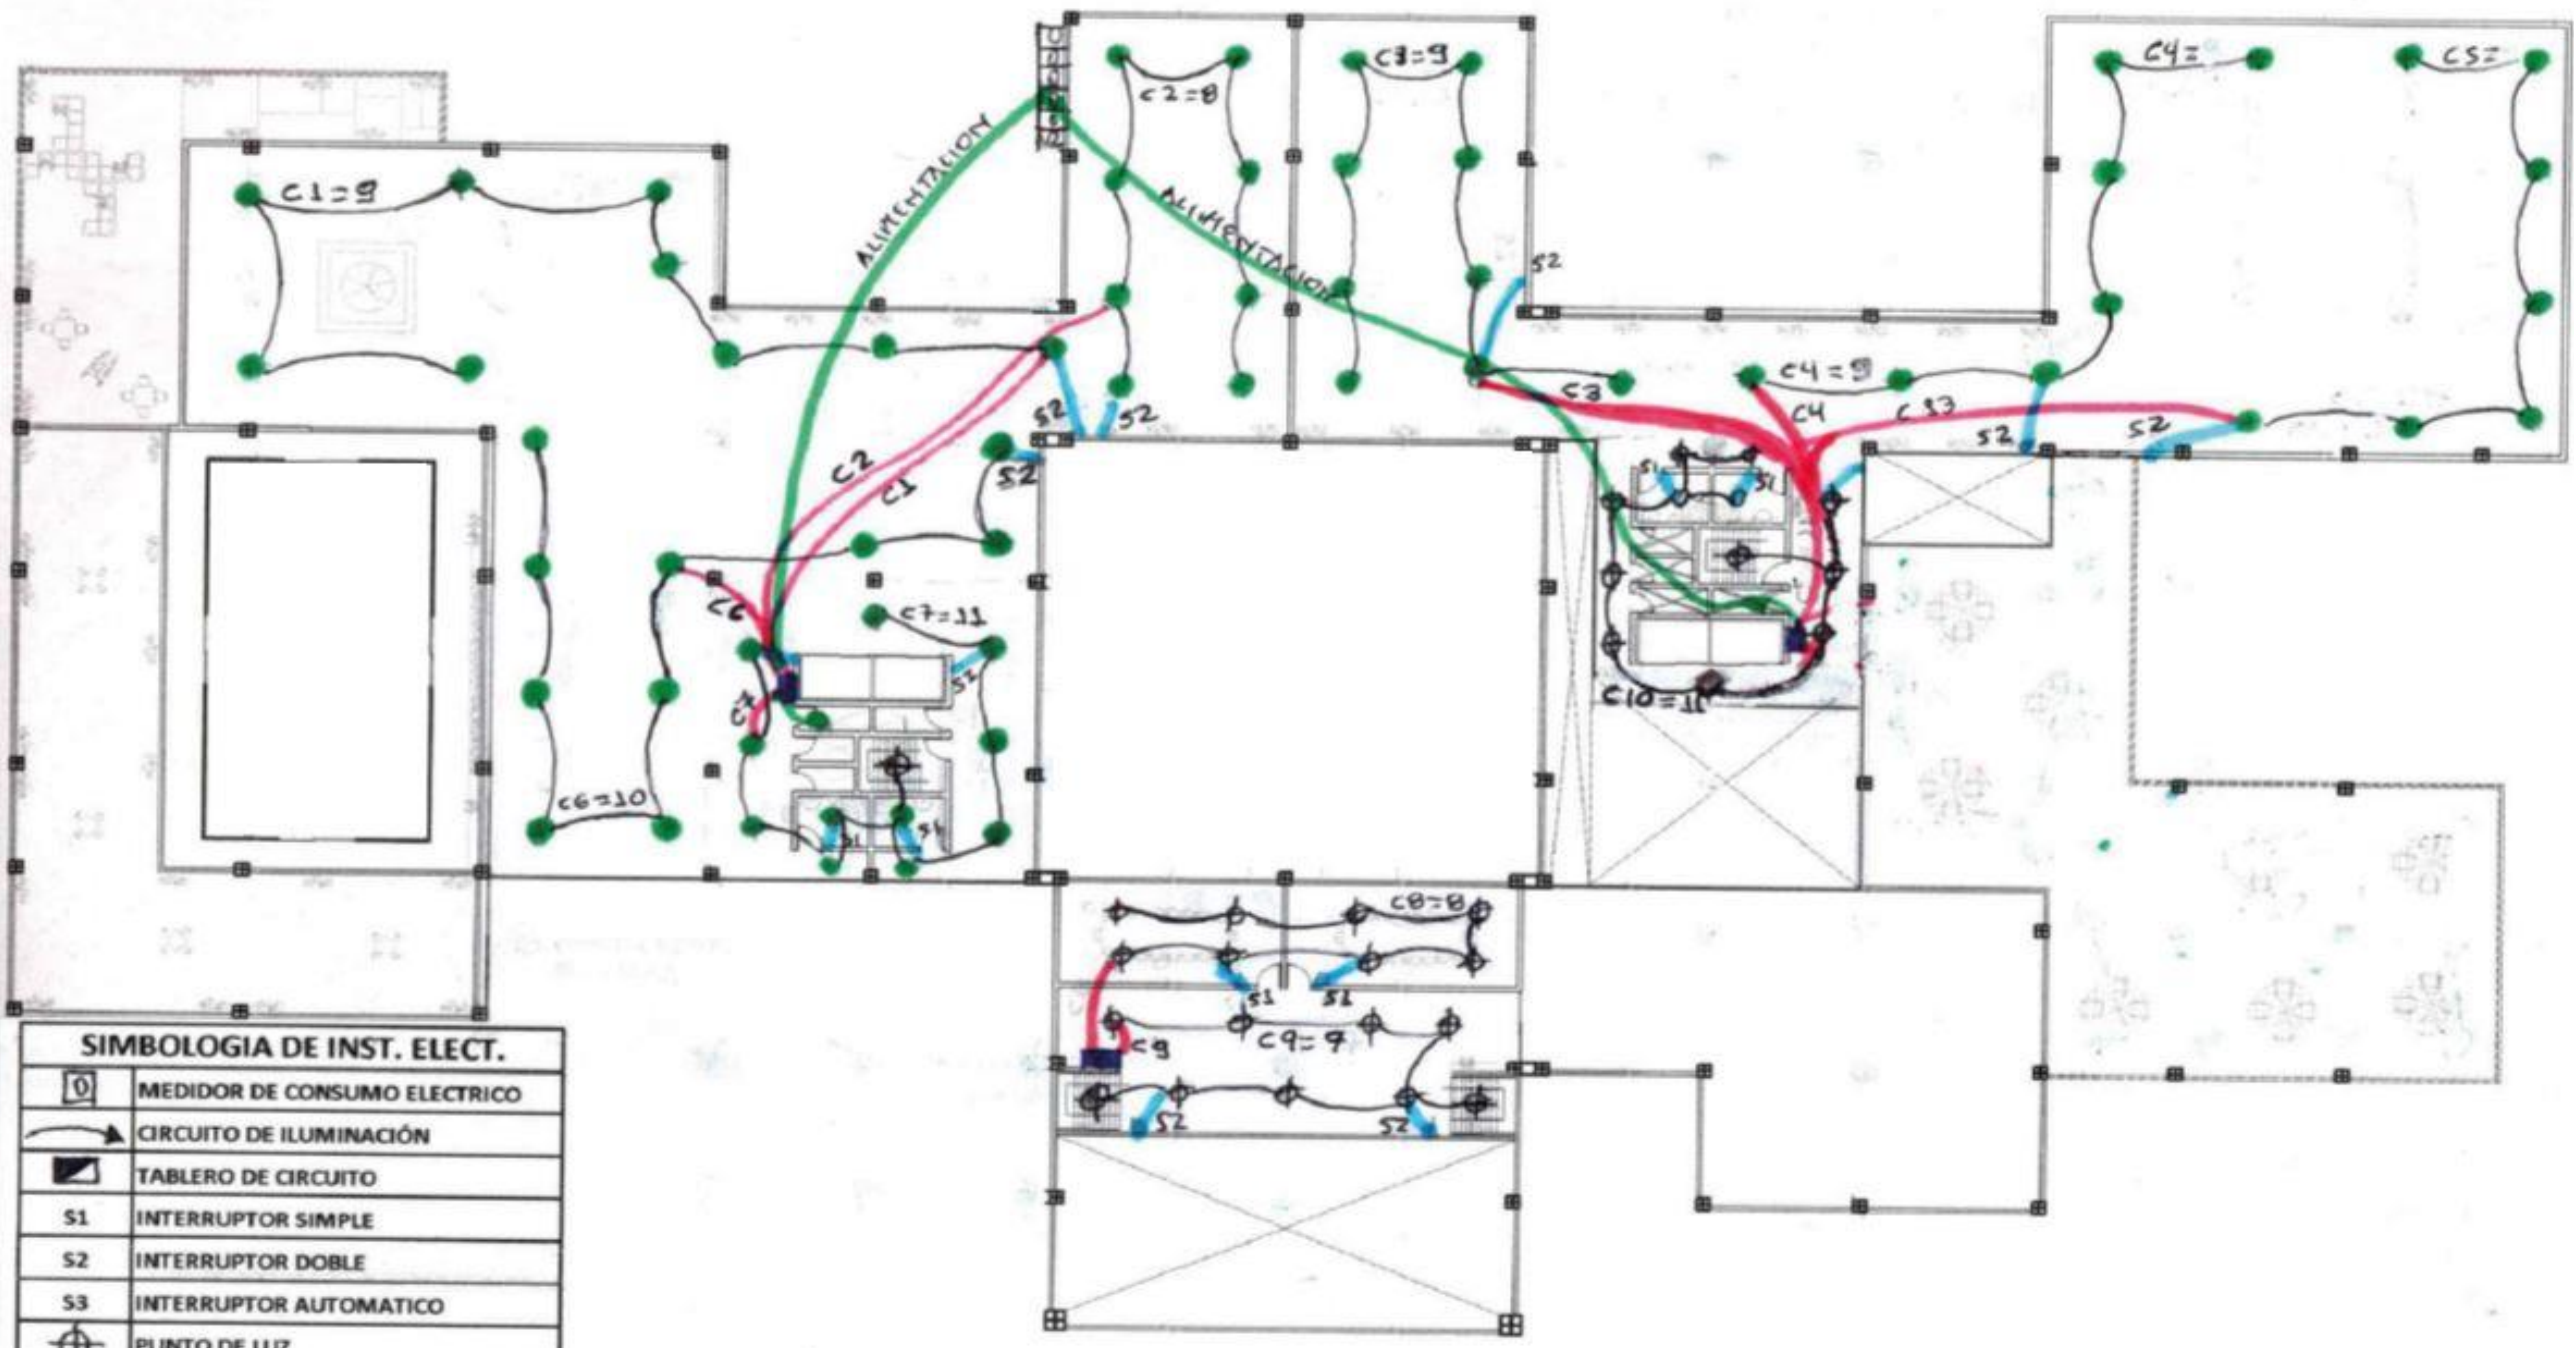 C4=
C5=
C3=9
C2=8
C1=9
ALIMENTACION
ALIMENTACION
S2
C3
C4=9
C4
S2
S2
S2
S2
C2
C1
S2
S1
S1
C6
C7=11
S2
C10=11
C6=10
S1
S1
C8=8
S1
S1
C9
C9=9
S2
S2
SIMBOLOGIA DE INST. ELECT.
MEDIDOR DE CONSUMO ELECTRICO
CIRCUITO DE ILUMINACIÓN
TABLERO DE CIRCUITO
S1 INTERRUPTOR SIMPLE
S2 INTERRUPTOR DOBLE
S3 INTERRUPTOR AUTOMATICO
PUNTO DE LUZ